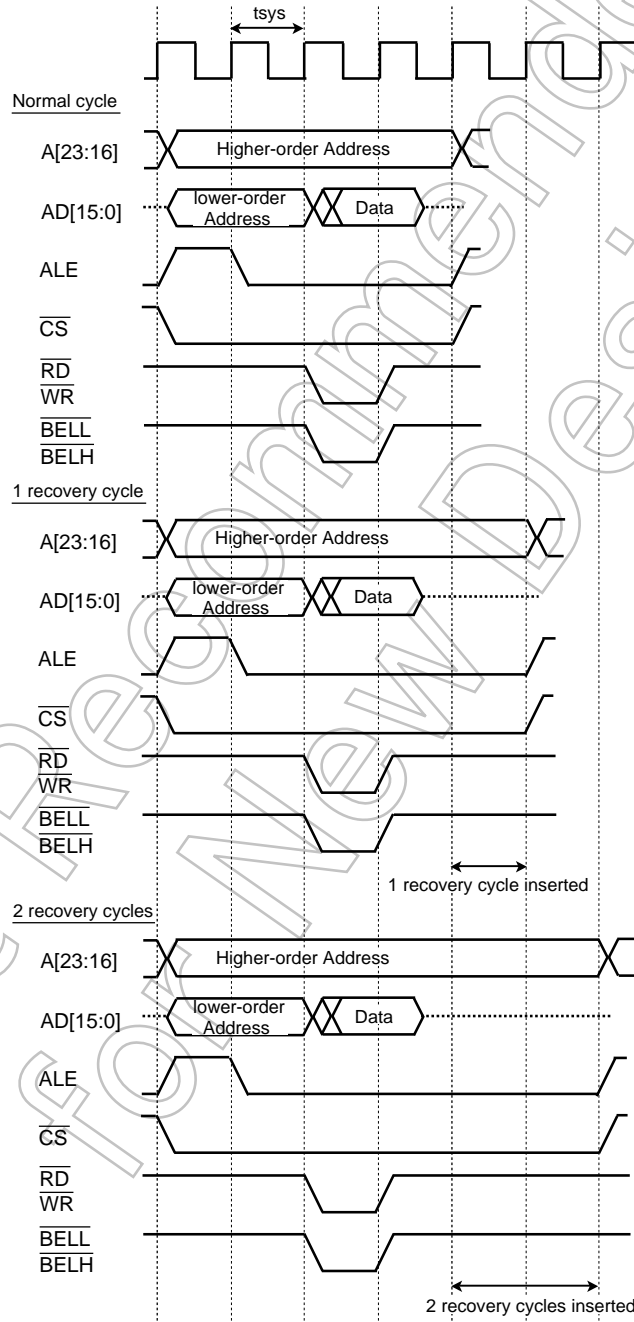 tsys
Normal cycle
A[23:16]
Higher-order Address
AD[15:0]
lower-order
Address
Data
ALE
CS
RD
WR
BELL
BELH
1 recovery cycle
A[23:16]
Higher-order Address
AD[15:0]
lower-order
Address
Data
ALE
CS
RD
WR
BELL
BELH
1 recovery cycle inserted
2 recovery cycles
A[23:16]
Higher-order Address
AD[15:0]
lower-order
Address
Data
ALE
CS
RD
WR
BELL
BELH
2 recovery cycles inserted